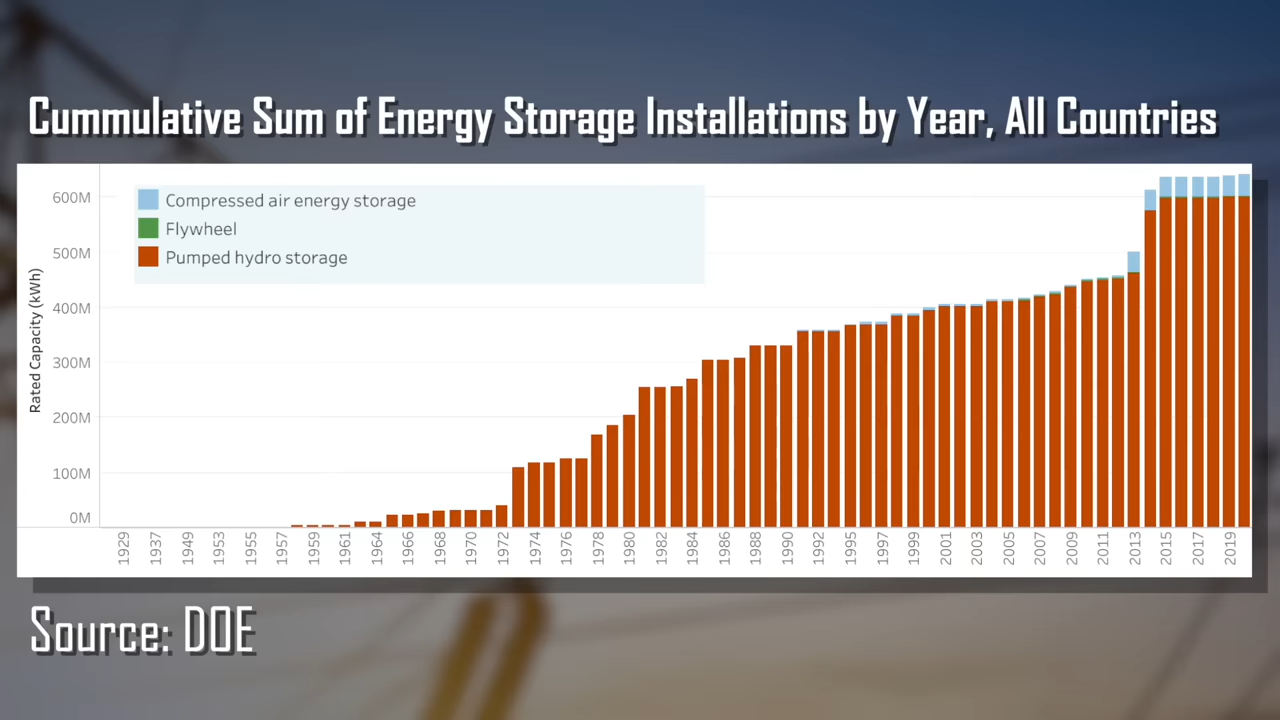 Cummulative Sum of Energy Storage Installations by Year, All Countries
600M
500M
400M
300M
200M
100M
0M
Rated Capacity (kWh)
Compressed air energy storage
Flywheel
Pumped hydro storage
1929
1937
1949
1953
1955
1957
1959
1961
1964
1966
1968
1970
1972
1974
1976
1978
1980
1982
1984
1986
1988
1990
1992
1995
1997
1999
2001
2003
2005
2007
2009
2011
2013
2015
2017
2019
Source: DOE